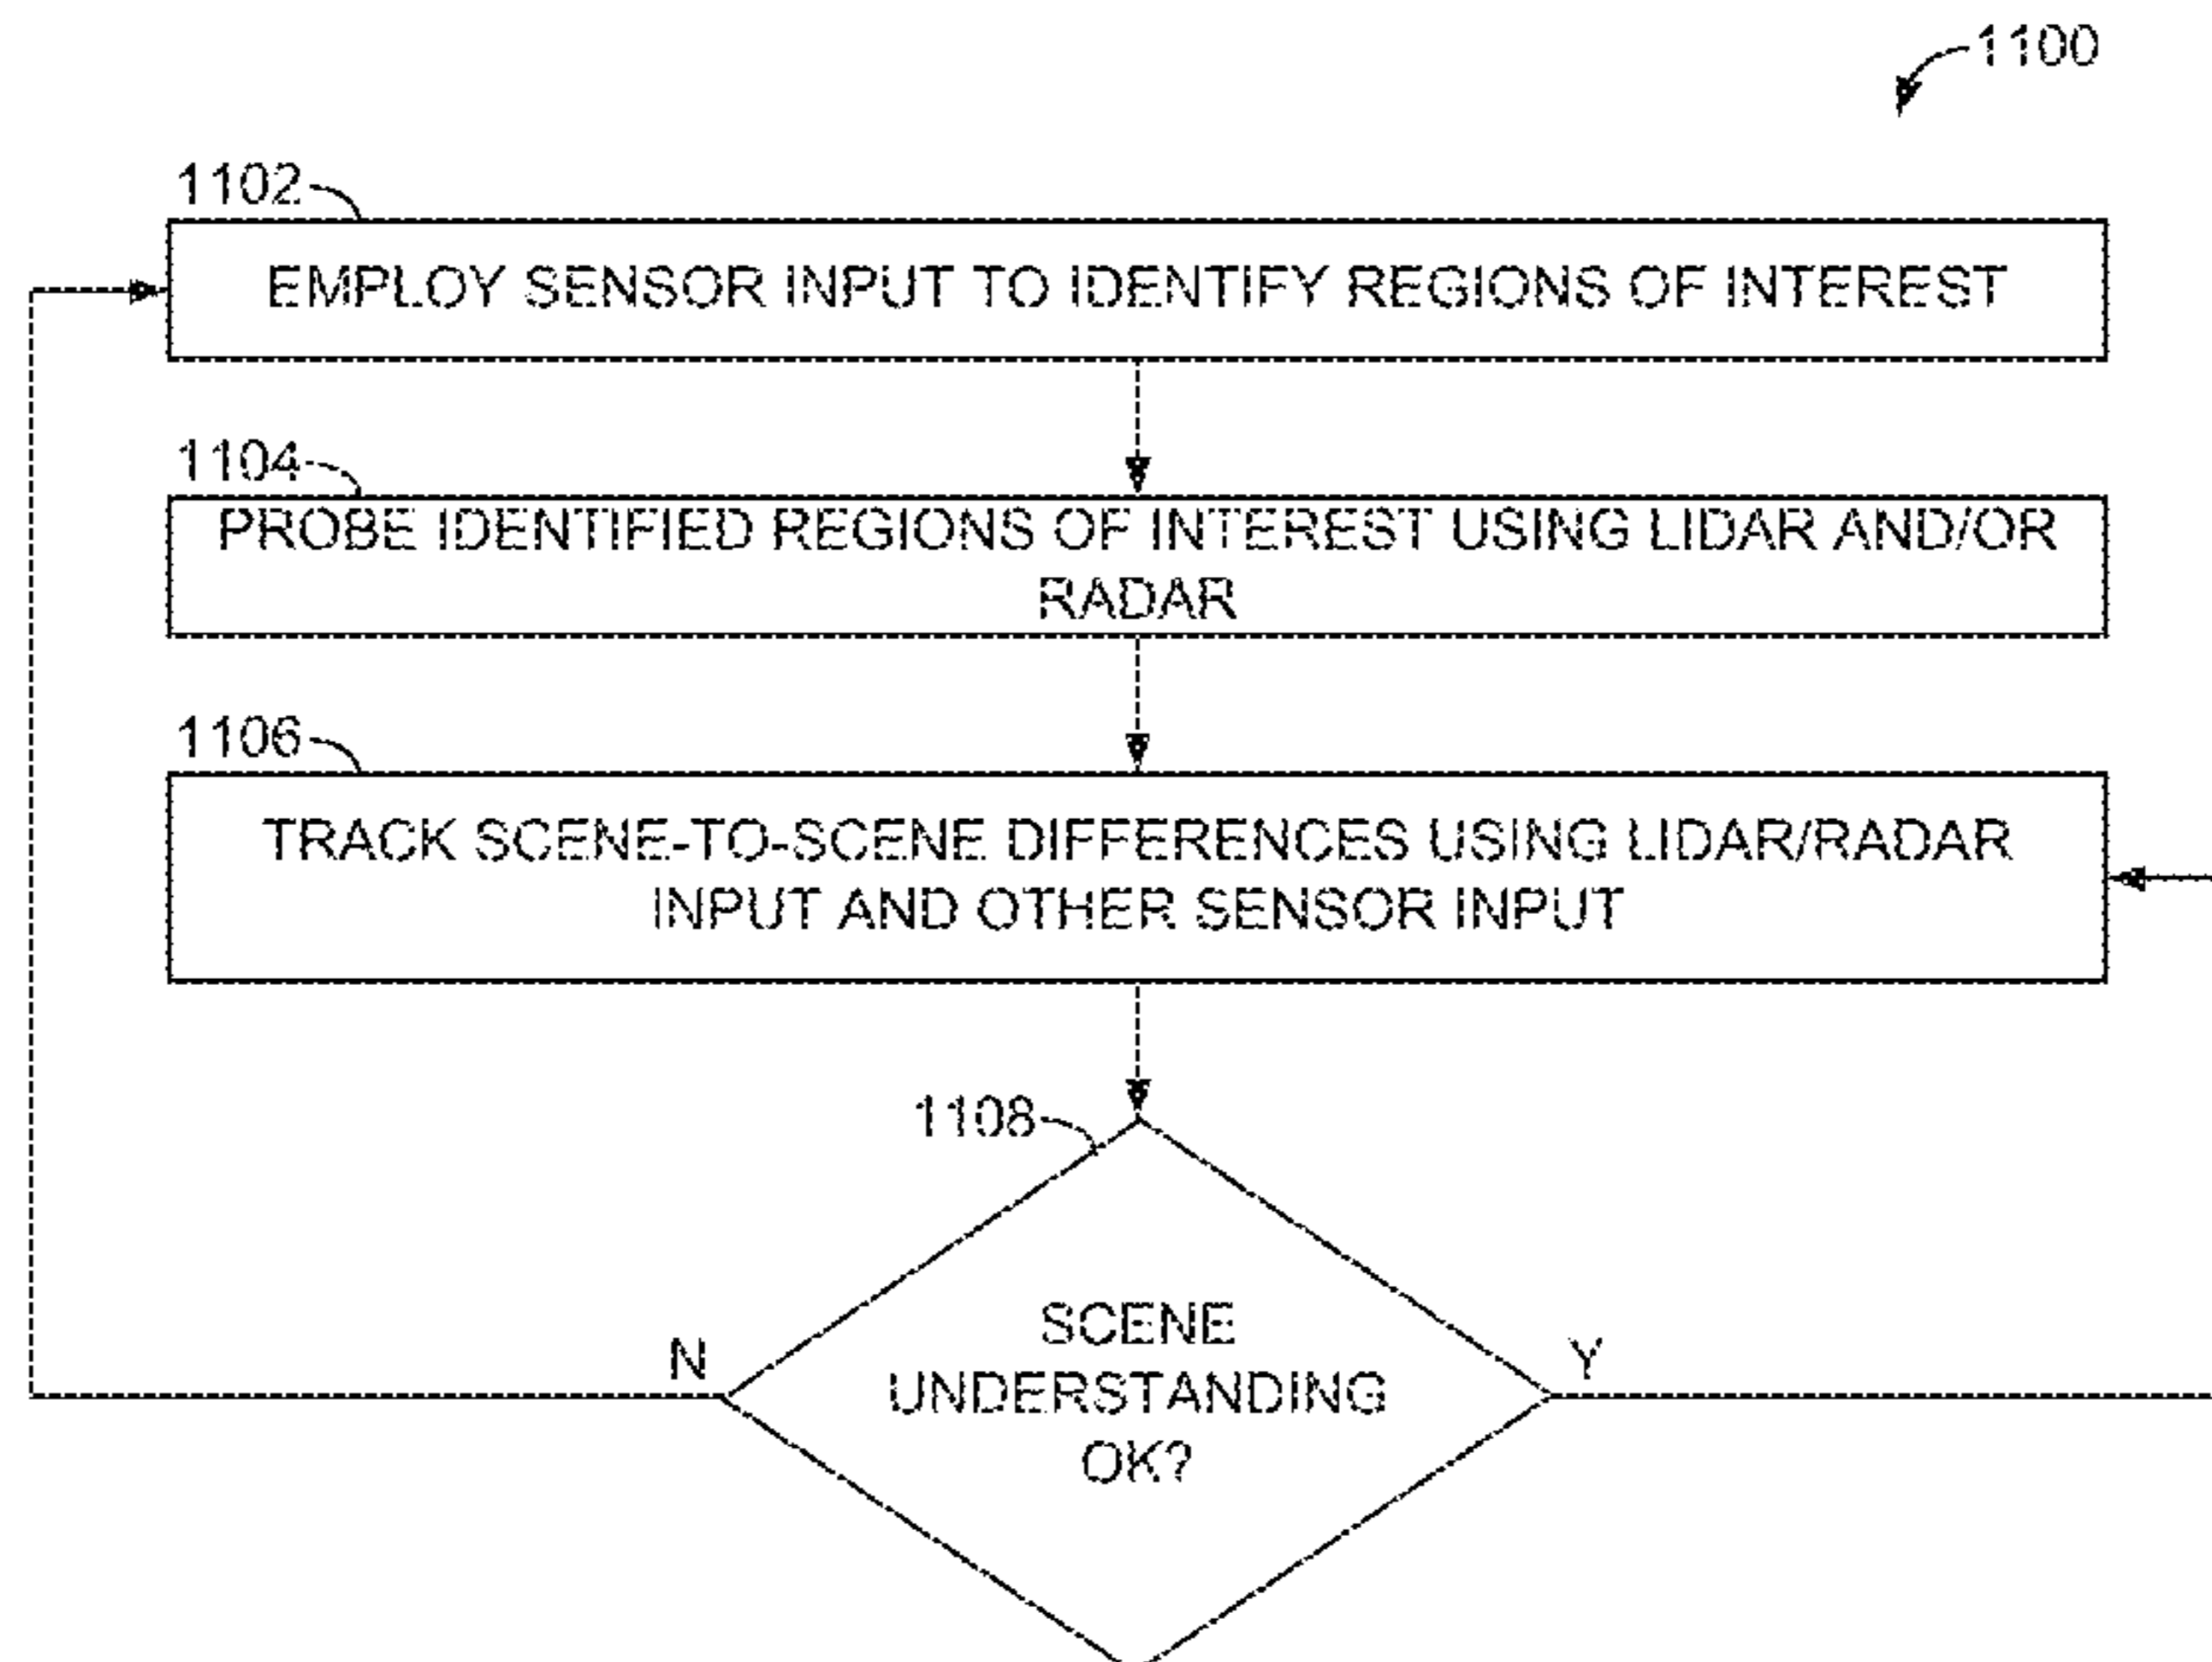 1100
1102
EMPLOY SENSOR INPUT TO IDENTIFY REGIONS OF INTEREST
1104
PROBE IDENTIFIED REGIONS OF INTEREST USING LIDAR AND/OR
RADAR
1106
TRACK SCENE-TO-SCENE DIFFERENCES USING LIDAR/RADAR
INPUT AND OTHER SENSOR INPUT
1108
SCENE
UNDERSTANDING
OK?
N
Y